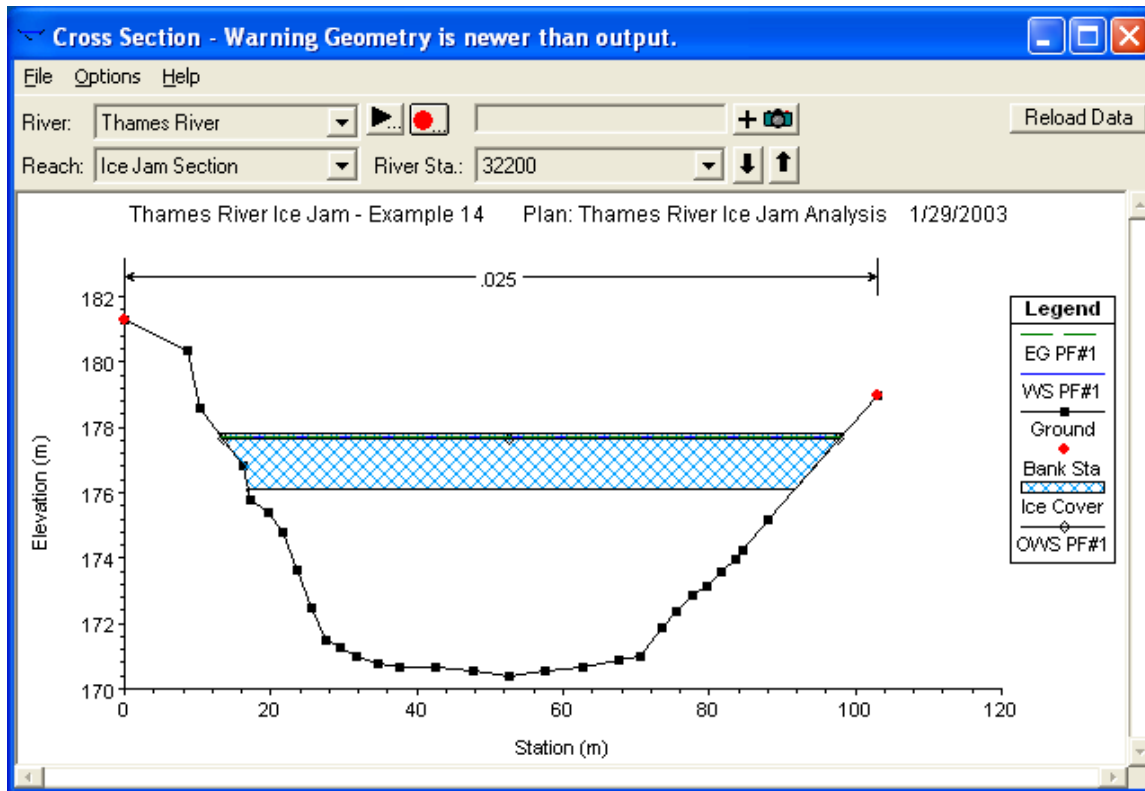 Cross Section - Warning Geometry is newer than output.
File Options Help
River: Thames River Reload Data
Reach: Ice Jam Section River Sta.: 32200
Thames River Ice Jam - Example 14 Plan: Thames River Ice Jam Analysis 1/29/2003
.025
182
180
178
176
174
172
170
0 20 40 60 80 100 120
Elevation (m)
Station (m)
Legend
EG PF#1
WS PF#1
Ground
Bank Sta
Ice Cover
OWS PF#1